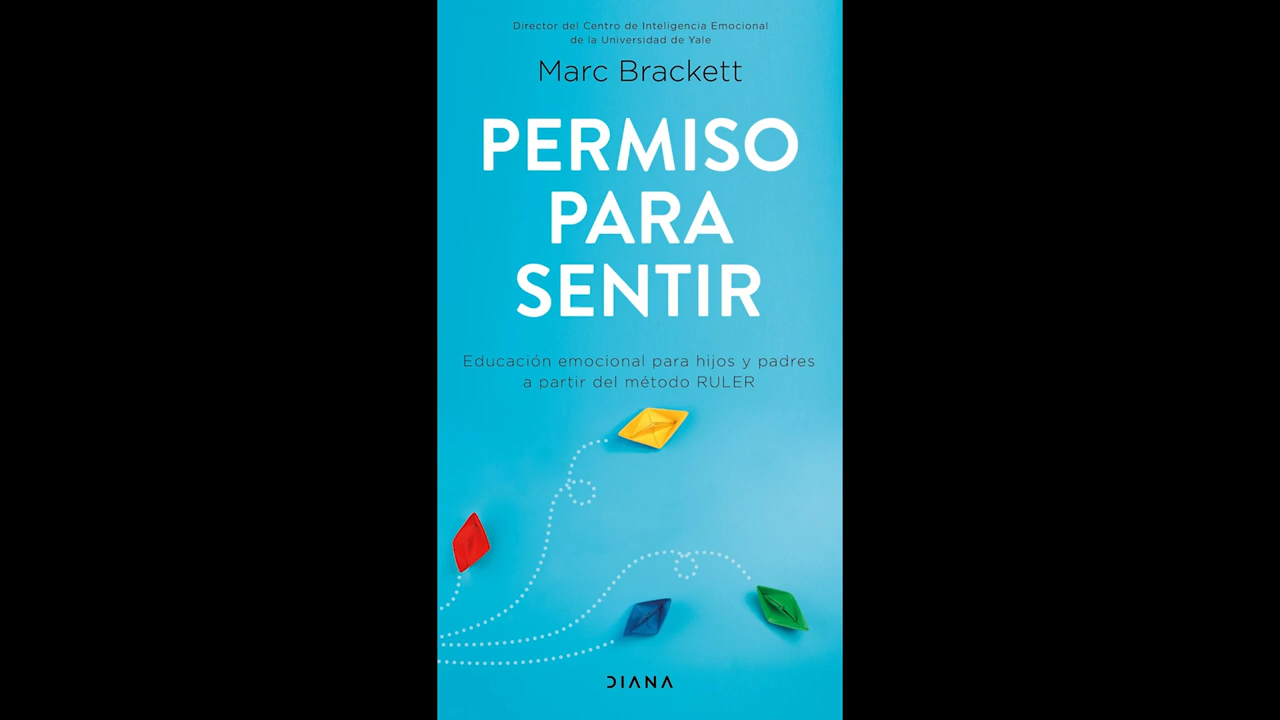 Director del Centro de Inteligencia Emocional
de la Universidad de Yale
Marc Brackett
PERMISO
PARA
SENTIR
Educación emocional para hijos y padres
a partir del método RULER
DIANA